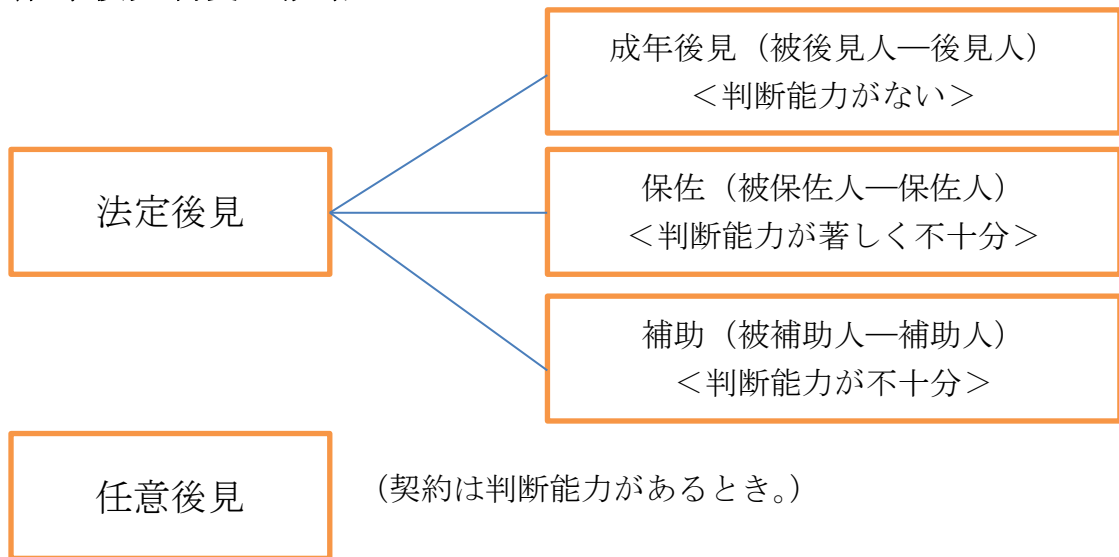 成年後見（被後見人―後見人）
＜判断能力がない＞
法定後見
保佐（被保佐人―保佐人）
＜判断能力が著しく不十分＞
補助（被補助人―補助人）
＜判断能力が不十分＞
任意後見
（契約は判断能力があるとき。）